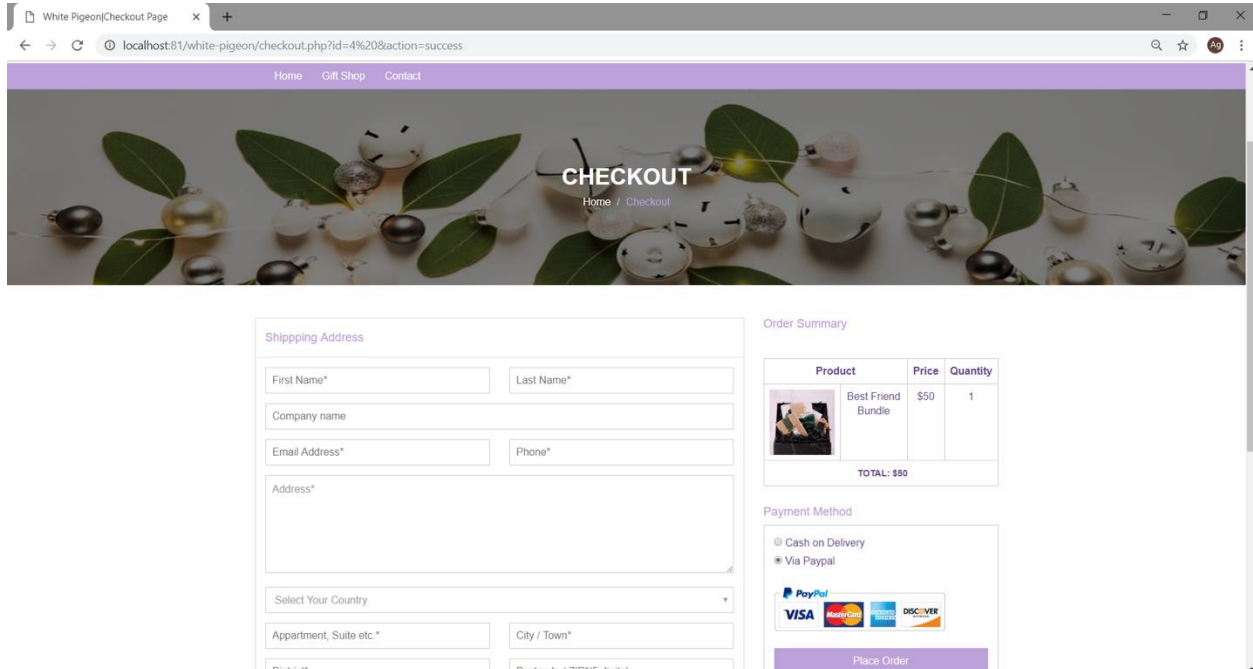 White Pigeon|Checkout Page
localhost:81/white-pigeon/checkout.php?id=4%20&action=success
Ag
Home Gift Shop Contact
CHECKOUT
Home / Checkout
Shippping Address
First Name* Last Name*
Company name
Email Address* Phone*
Address*
Select Your Country
Appartment, Suite etc.* City / Town*
Order Summary
Product Price Quantity
Best Friend $50 1
Bundle
TOTAL: $50
Payment Method
Cash on Delivery
Via Paypal
PayPal
VISA MasterCard DISCOVER
Place Order